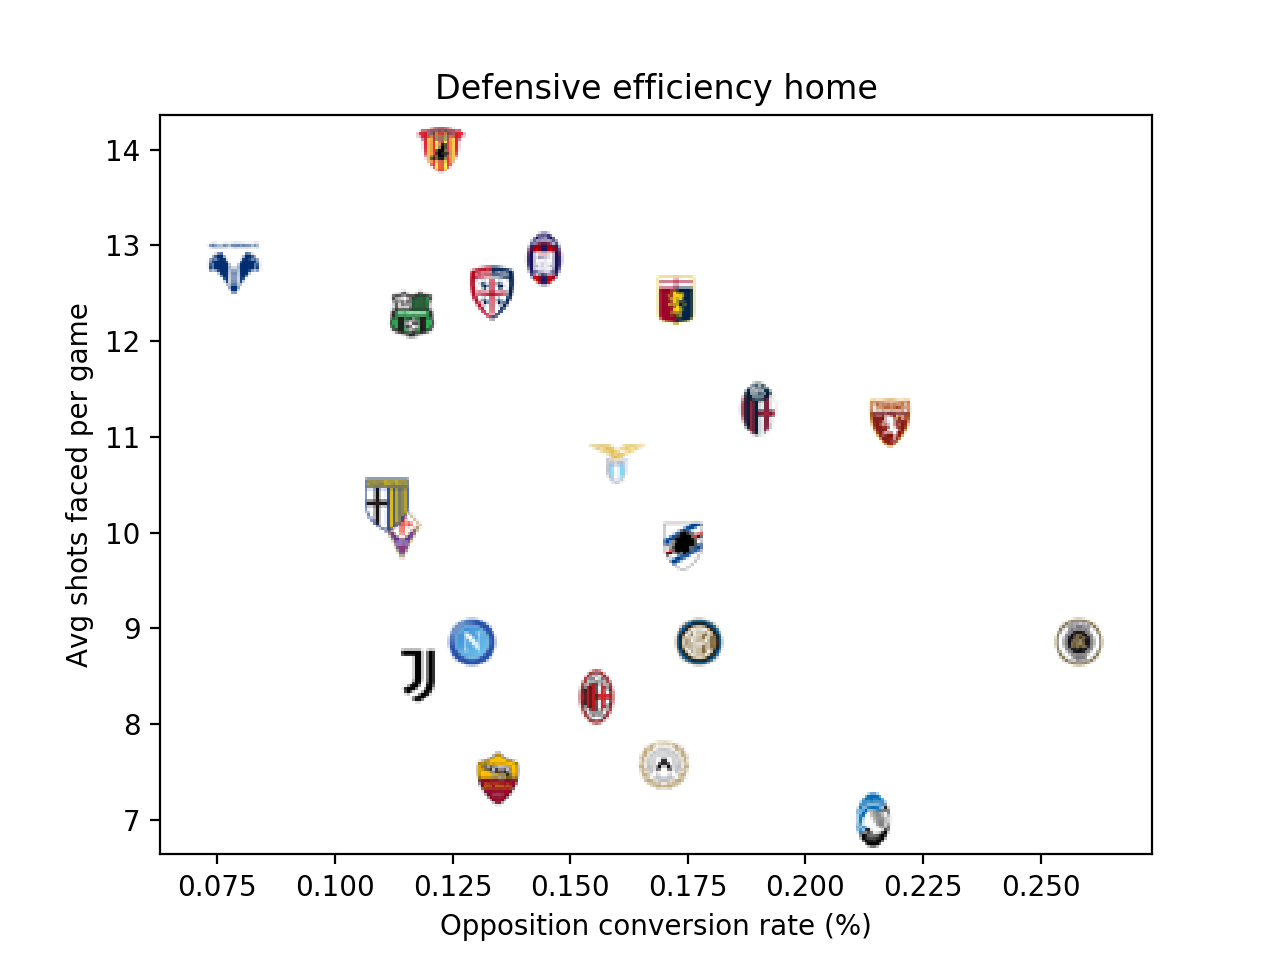 Defensive efficiency home
Avg shots faced per game
14
13
12
11
10
9
8
7
TORINO
N
0.075 0.100 0.125 0.150 0.175 0.200 0.225 0.250
Opposition conversion rate (%)